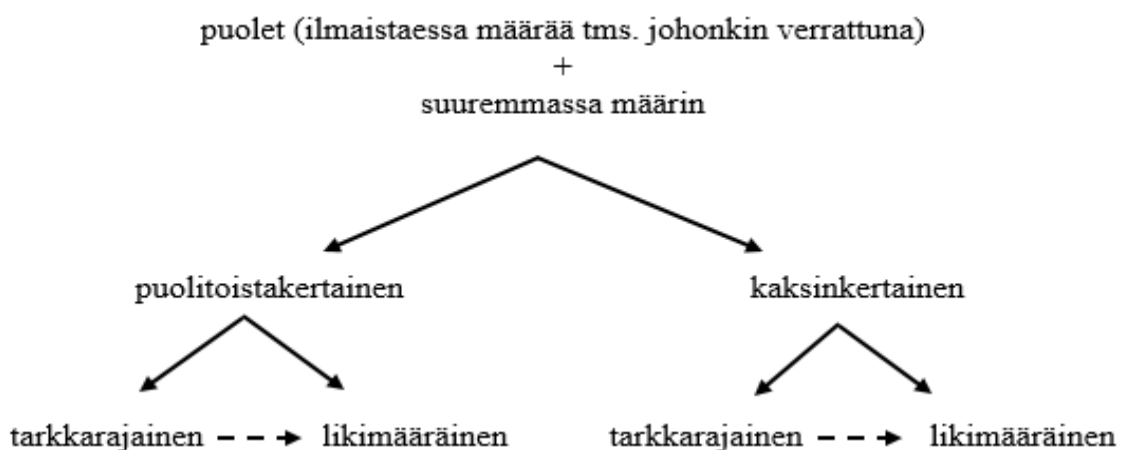 puolet (ilmaistaessa määrää tms. johonkin verrattuna)
+
suuremmassa määrin
puolitoistakertainen kaksinkertainen
tarkkarajainen likimääräinen tarkkarajainen likimääräinen